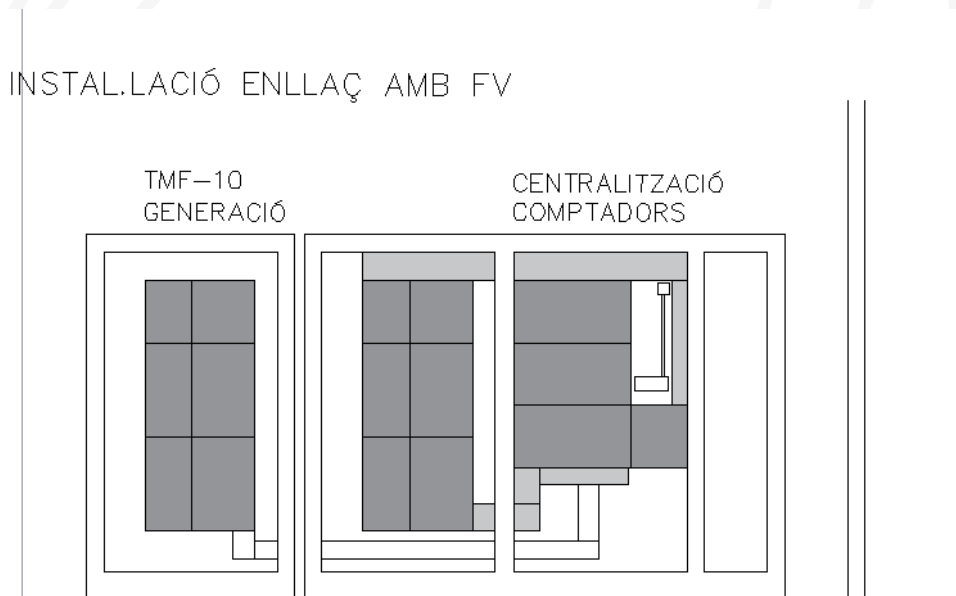 INSTAL.LACIÓ ENLLAÇ AMB FV
TMF-10
GENERACIÓ
CENTRALITZACIÓ
COMPTADORS